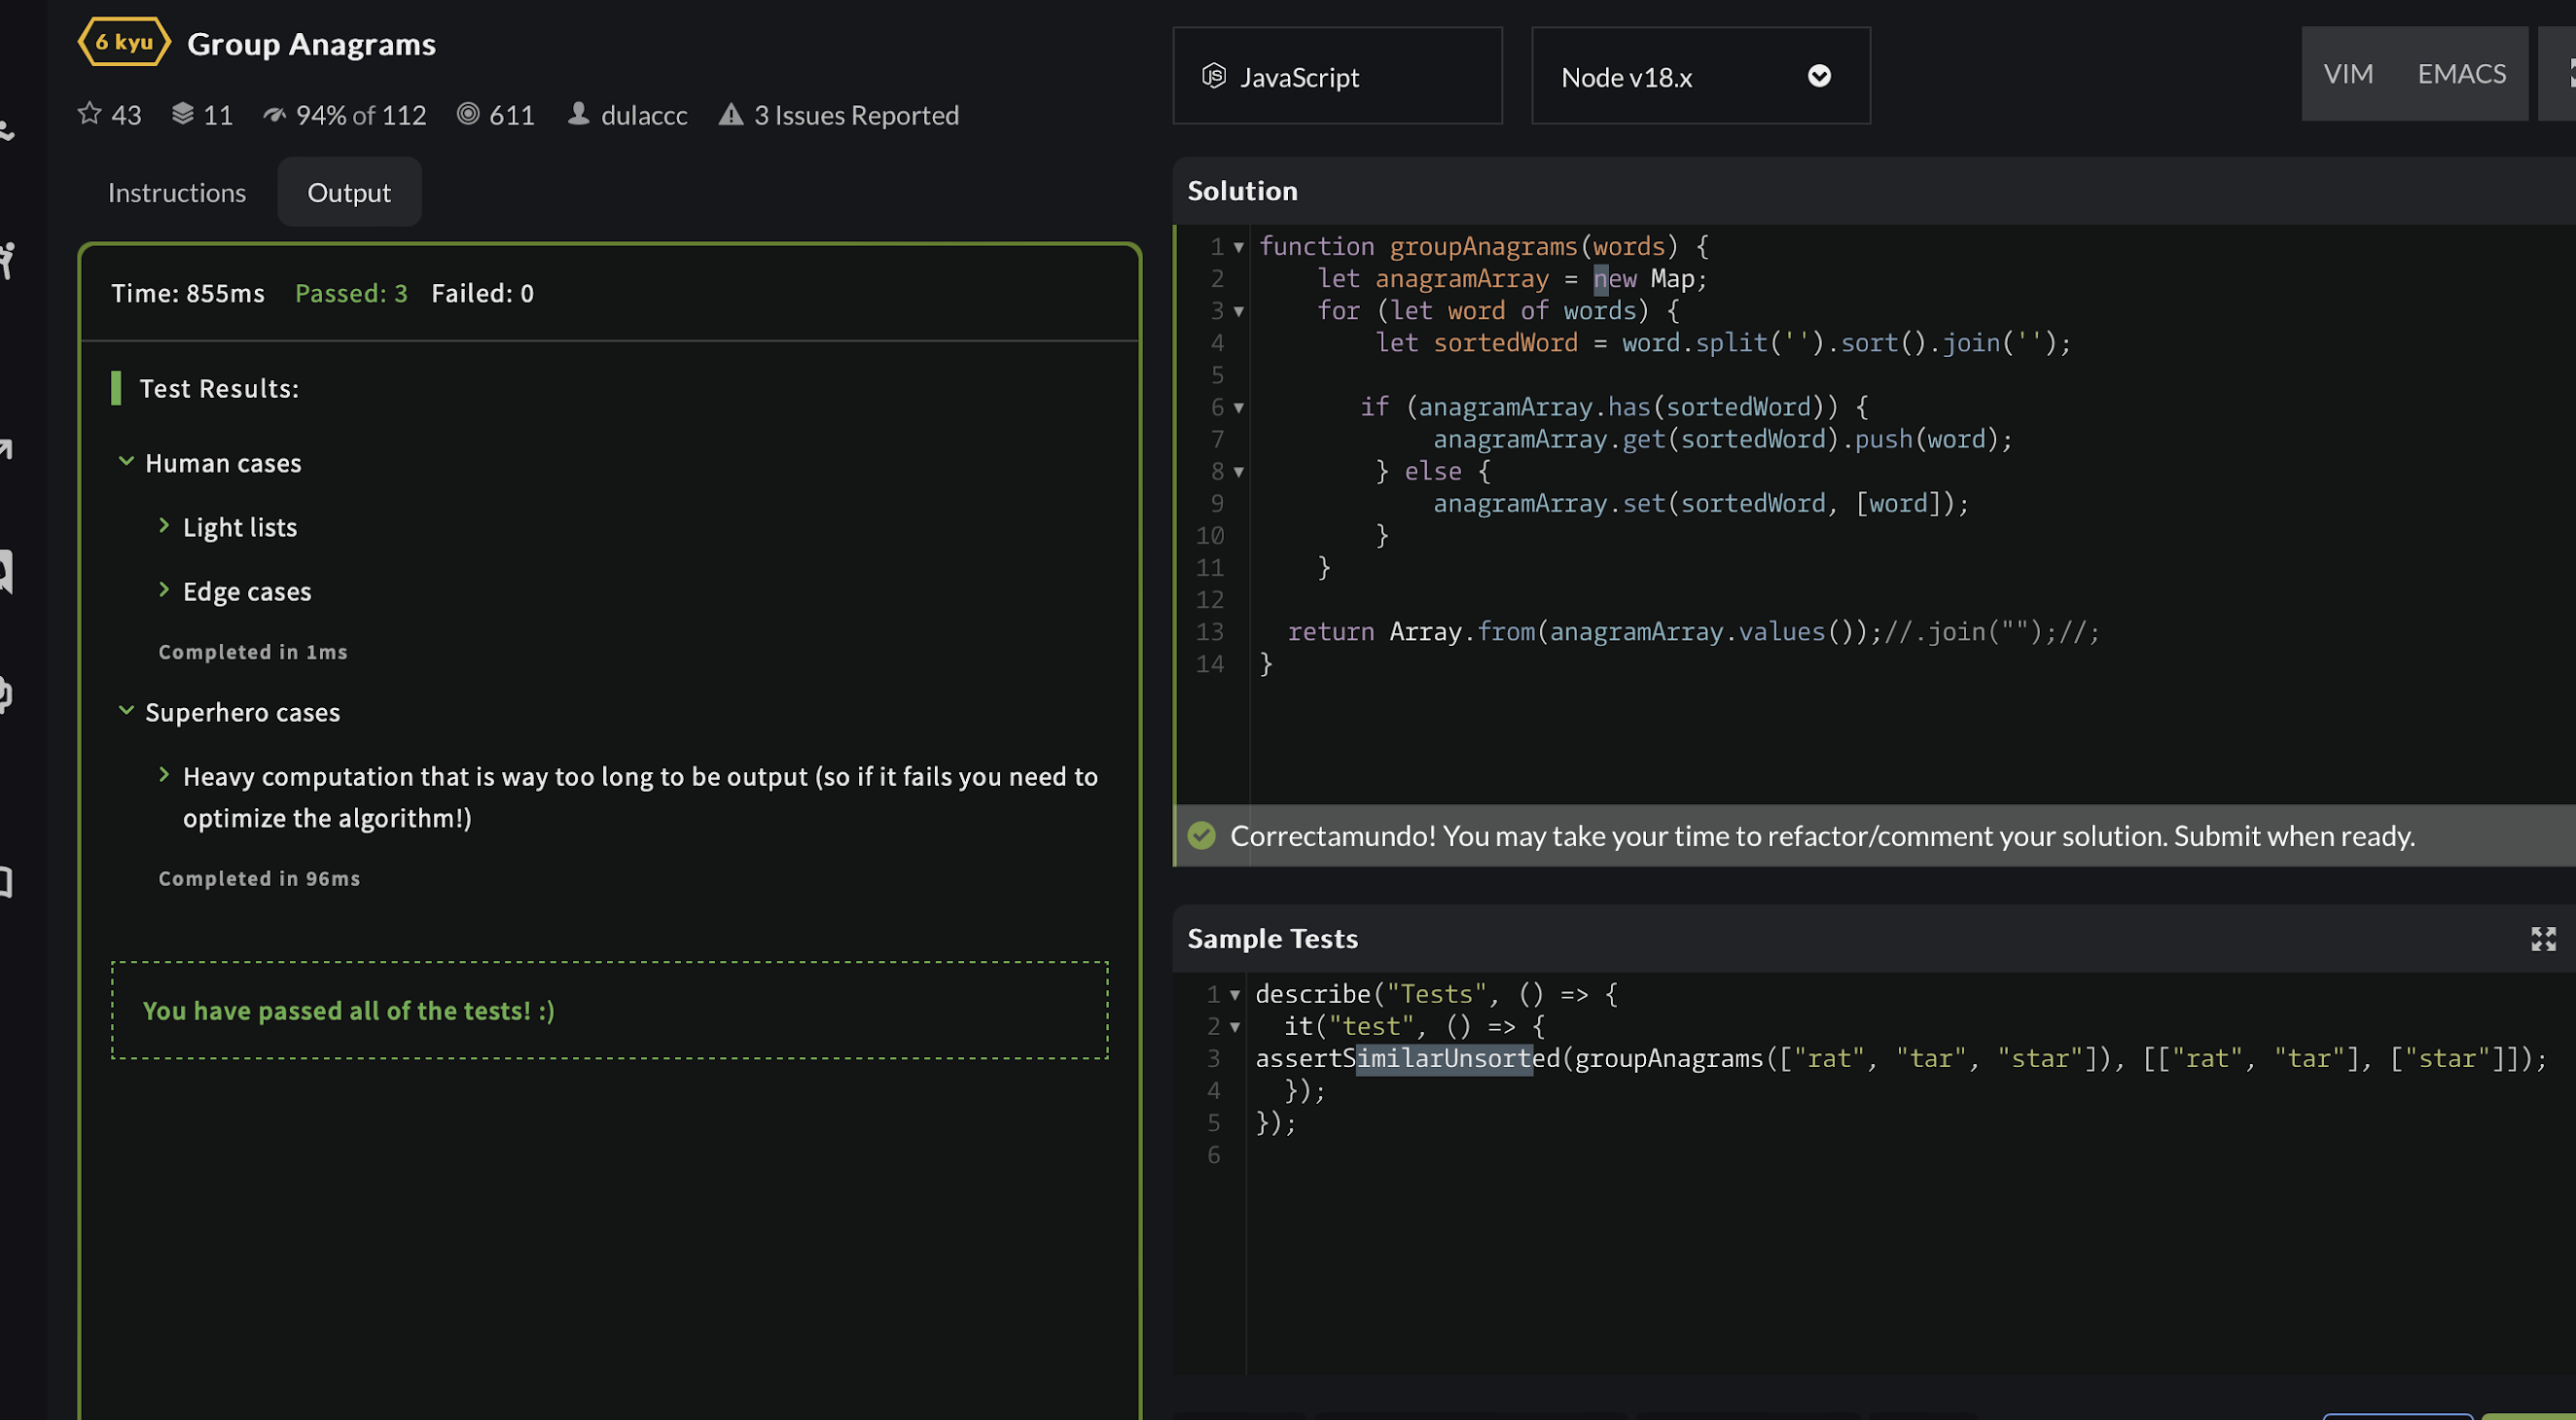 6 kyu Group Anagrams
43 11 94% of 112 611 dulaccc 3 Issues Reported
Instructions Output
Time: 855ms Passed: 3 Failed: 0
Test Results:
Human cases
Light lists
Edge cases
Completed in 1ms
Superhero cases
Heavy computation that is way too long to be output (so if it fails you need to
optimize the algorithm!)
Completed in 96ms
You have passed all of the tests! :)
JS JavaScript Node v18.x VIM EMACS
Solution
1 function groupAnagrams(words) {
2 let anagramArray = new Map;
3 for (let word of words) {
4 let sortedWord = word.split('').sort().join('');
5
6 if (anagramArray.has(sortedWord)) {
7 anagramArray.get(sortedWord).push(word);
8 } else {
9 anagramArray.set(sortedWord, [word]);
10 }
11 }
12
13 return Array.from(anagramArray.values());//.join("");//;
14 }
Correctamundo! You may take your time to refactor/comment your solution. Submit when ready.
Sample Tests
1 describe("Tests", () => {
2 it("test", () => {
3 assertSimilarUnsorted(groupAnagrams(["rat", "tar", "star"]), [["rat", "tar"], ["star"]]);
4 });
5 });
6